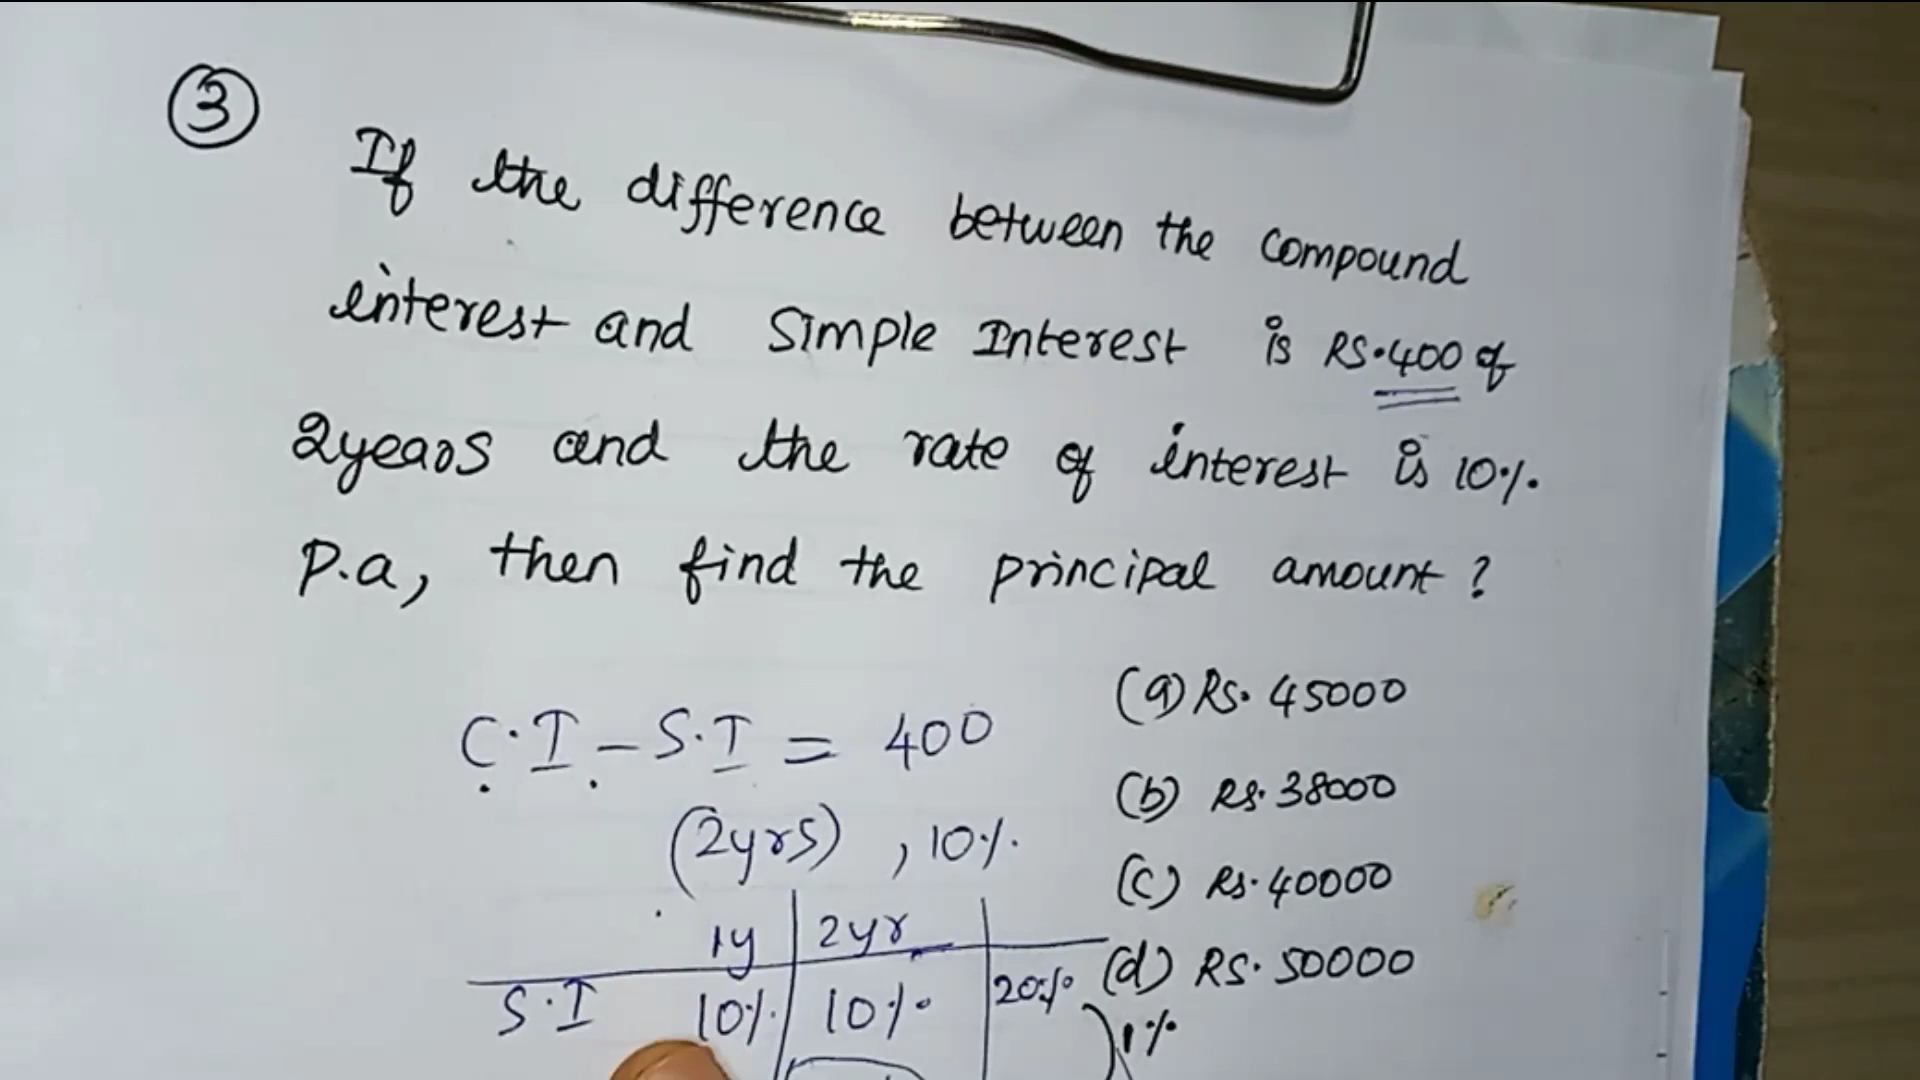 3
If the difference between the compound
interest and Simple Interest is RS.400 of
2years and the rate of interest is 10%.
P.a, then find the principal amount?
(a) Rs. 45000
C.I - S.I = 400
(b) Rs. 38000
(2yrs), 10%.
(c) Rs. 40000
1y 2yr
(d) RS. 50000
S.I 10% 10% 20%
1%